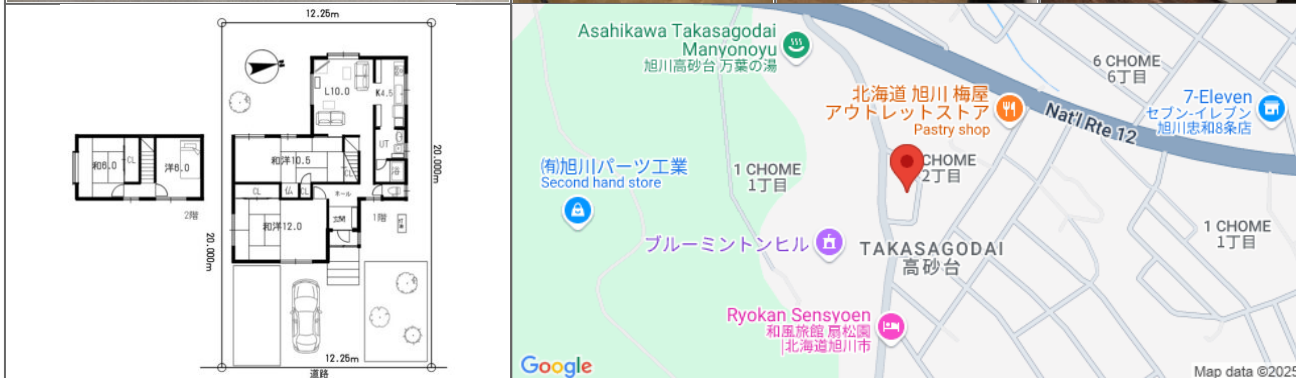 12.25m
L10.0
K4.5
UT
浴
和洋10.5
CL
CL
仏
CL
ホール
玄関
和洋12.0
1階
物置
20.000m
20.000m
和6.0
CL
洋6.0
2階
12.25m
道路
Asahikawa Takasagodai
Manyonoyu
旭川高砂台 万葉の湯
北海道 旭川 梅屋
アウトレットストア
Pastry shop
6 CHOME
6丁目
7-Eleven
セブン-イレブン
旭川忠和8条店
Nat'l Rte 12
㈲旭川パーツ工業
Second hand store
1 CHOME
1丁目
CHOME
2丁目
1 CHOME
1丁目
ブルーミントンヒル
TAKASAGODAI
高砂台
Ryokan Sensyoen
和風旅館 扇松園
|北海道旭川市
Google
Map data ©2025